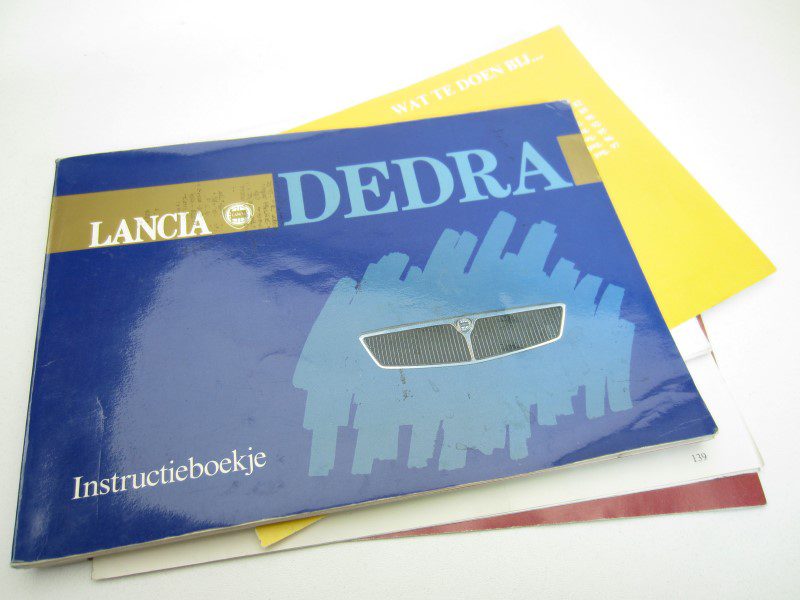 WAT TE DOEN BIJ...
LANCIA DEDRA
Instructieboekje
139